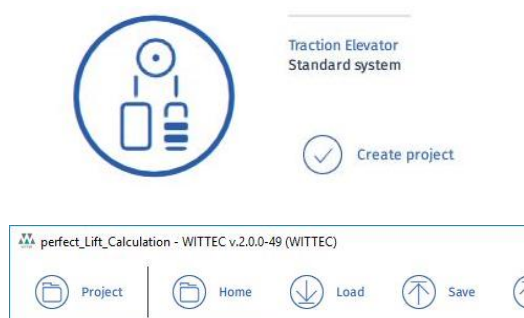 Traction Elevator
Standard system
Create project
perfect_Lift_Calculation - WITTEC v.2.0.0-49 (WITTEC)
Project Home Load Save